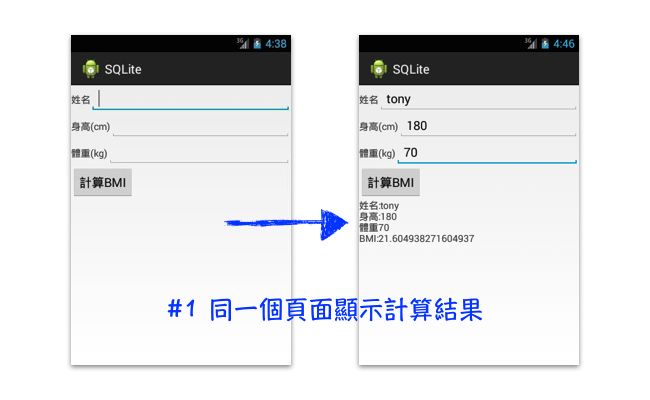 3G 4:38
SQLite
姓名
身高(cm)
體重(kg)
計算BMI
3G 4:46
SQLite
姓名 tony
身高(cm) 180
體重(kg) 70
計算BMI
姓名:tony
身高:180
體重70
BMI:21.604938271604937
#1 同一個頁面顯示計算結果